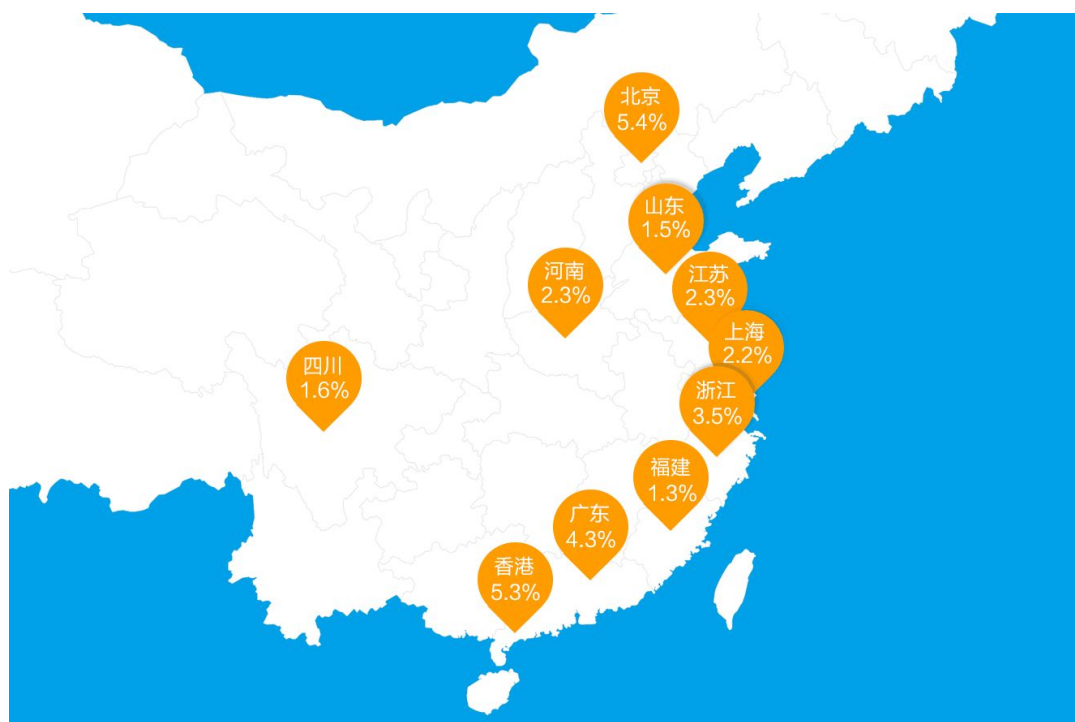 北京
5.4%
山东
1.5%
河南
2.3%
江苏
2.3%
上海
2.2%
四川
1.6%
浙江
3.5%
福建
1.3%
广东
4.3%
香港
5.3%